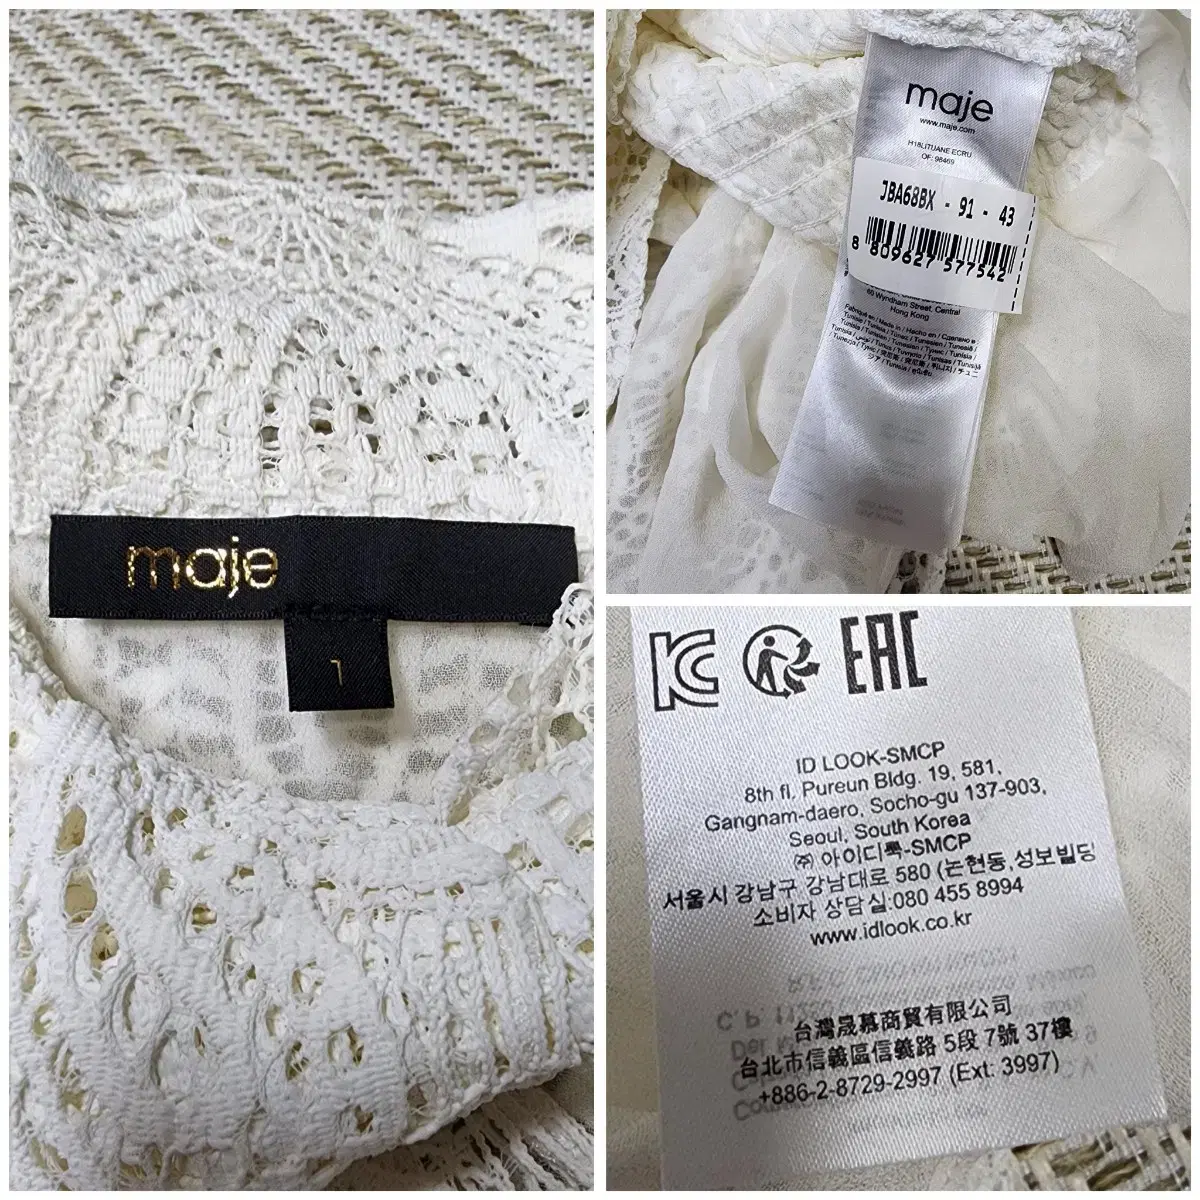 maje
1
maje
www.maje.com
H18LITUANE ECRU
OF: 98469
JBA68BX - 91 - 43
8 809627 577542
60 Wyndham Street, Central
Hong Kong
Fabriqué en / Made in / Hecho en / Сделано в
KC
EAC
ID LOOK-SMCP
8th fl, Pureun Bldg. 19, 581,
Gangnam-daero, Socho-gu 137-903,
Seoul, South Korea
㈜ 아이디룩-SMCP
서울시 강남구 강남대로 580 (논현동,성보빌딩
소비자 상담실:080 455 8994
www.idlook.co.kr
台灣晟慕商貿有限公司
台北市信義區信義路 5段 7號 37樓
+886-2-8729-2997 (Ext: 3997)